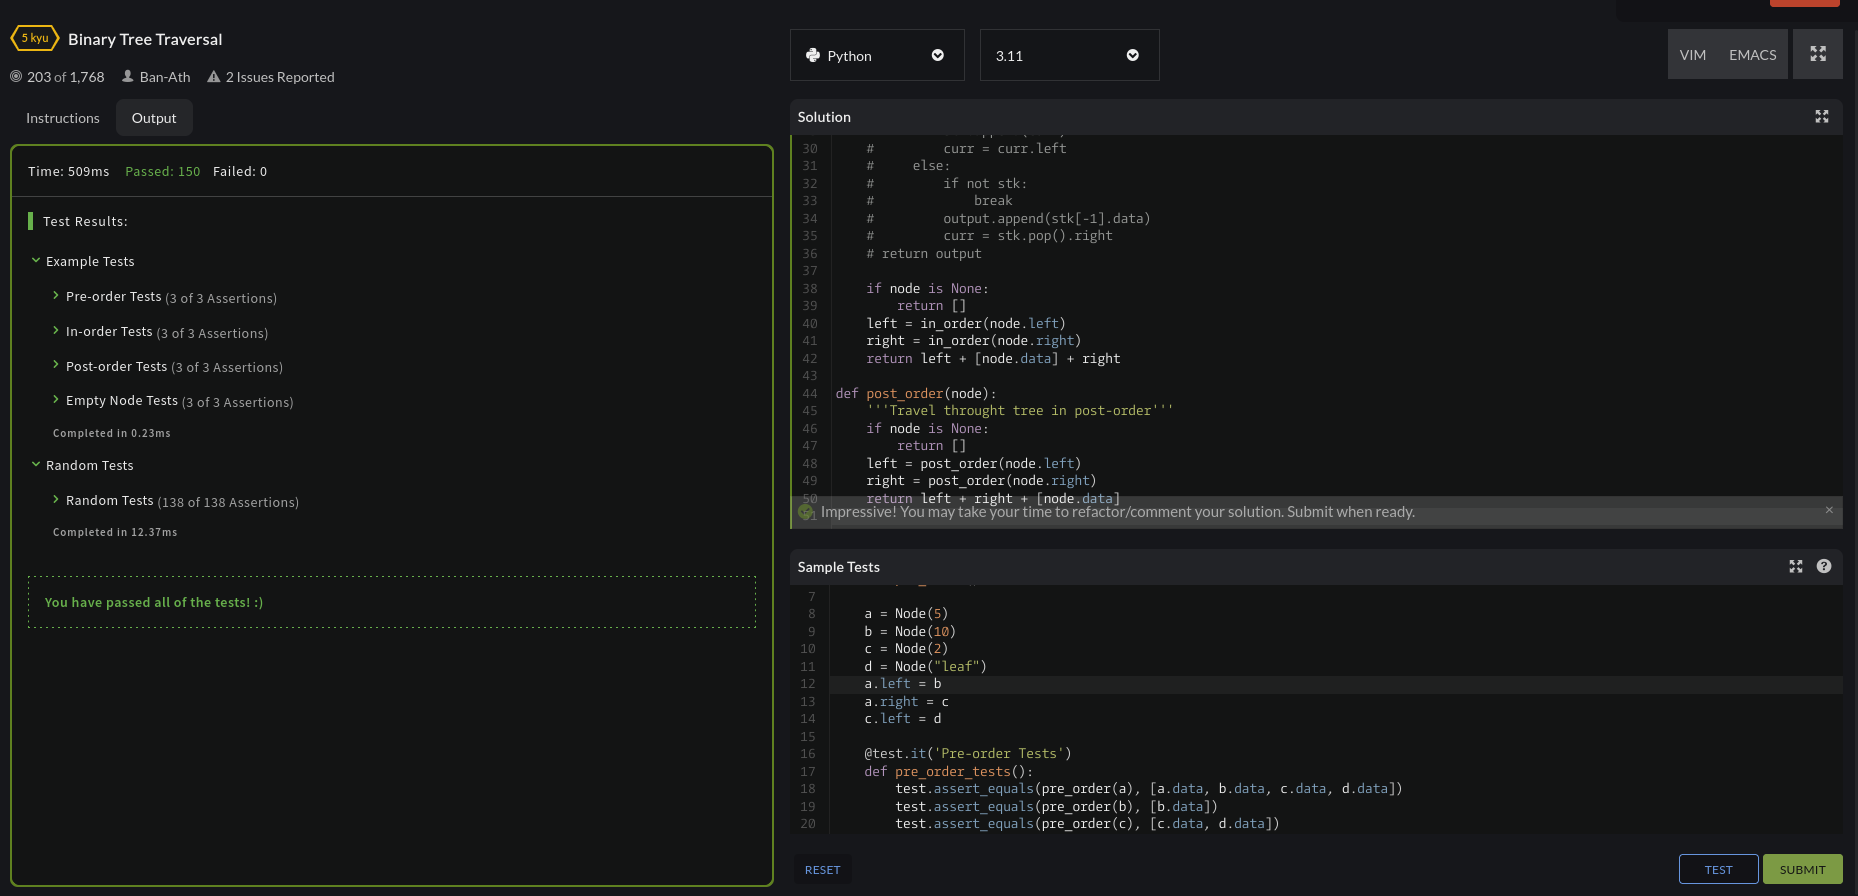 5 kyu
Binary Tree Traversal
203 of 1,768 Ban-Ath 2 Issues Reported
Instructions Output
Time: 509ms Passed: 150 Failed: 0
Test Results:
Example Tests
Pre-order Tests (3 of 3 Assertions)
In-order Tests (3 of 3 Assertions)
Post-order Tests (3 of 3 Assertions)
Empty Node Tests (3 of 3 Assertions)
Completed in 0.23ms
Random Tests
Random Tests (138 of 138 Assertions)
Completed in 12.37ms
You have passed all of the tests! :)
Python 3.11 VIM EMACS
Solution
30 #         curr = curr.left
31 #     else:
32 #         if not stk:
33 #             break
34 #         output.append(stk[-1].data)
35 #         curr = stk.pop().right
36 # return output
37
38     if node is None:
39         return []
40     left = in_order(node.left)
41     right = in_order(node.right)
42     return left + [node.data] + right
43
44 def post_order(node):
45     '''Travel throught tree in post-order'''
46     if node is None:
47         return []
48     left = post_order(node.left)
49     right = post_order(node.right)
50     return left + right + [node.data]
Impressive! You may take your time to refactor/comment your solution. Submit when ready. ×
Sample Tests ?
7
8     a = Node(5)
9     b = Node(10)
10     c = Node(2)
11     d = Node("leaf")
12     a.left = b
13     a.right = c
14     c.left = d
15
16     @test.it('Pre-order Tests')
17     def pre_order_tests():
18         test.assert_equals(pre_order(a), [a.data, b.data, c.data, d.data])
19         test.assert_equals(pre_order(b), [b.data])
20         test.assert_equals(pre_order(c), [c.data, d.data])
RESET TEST SUBMIT